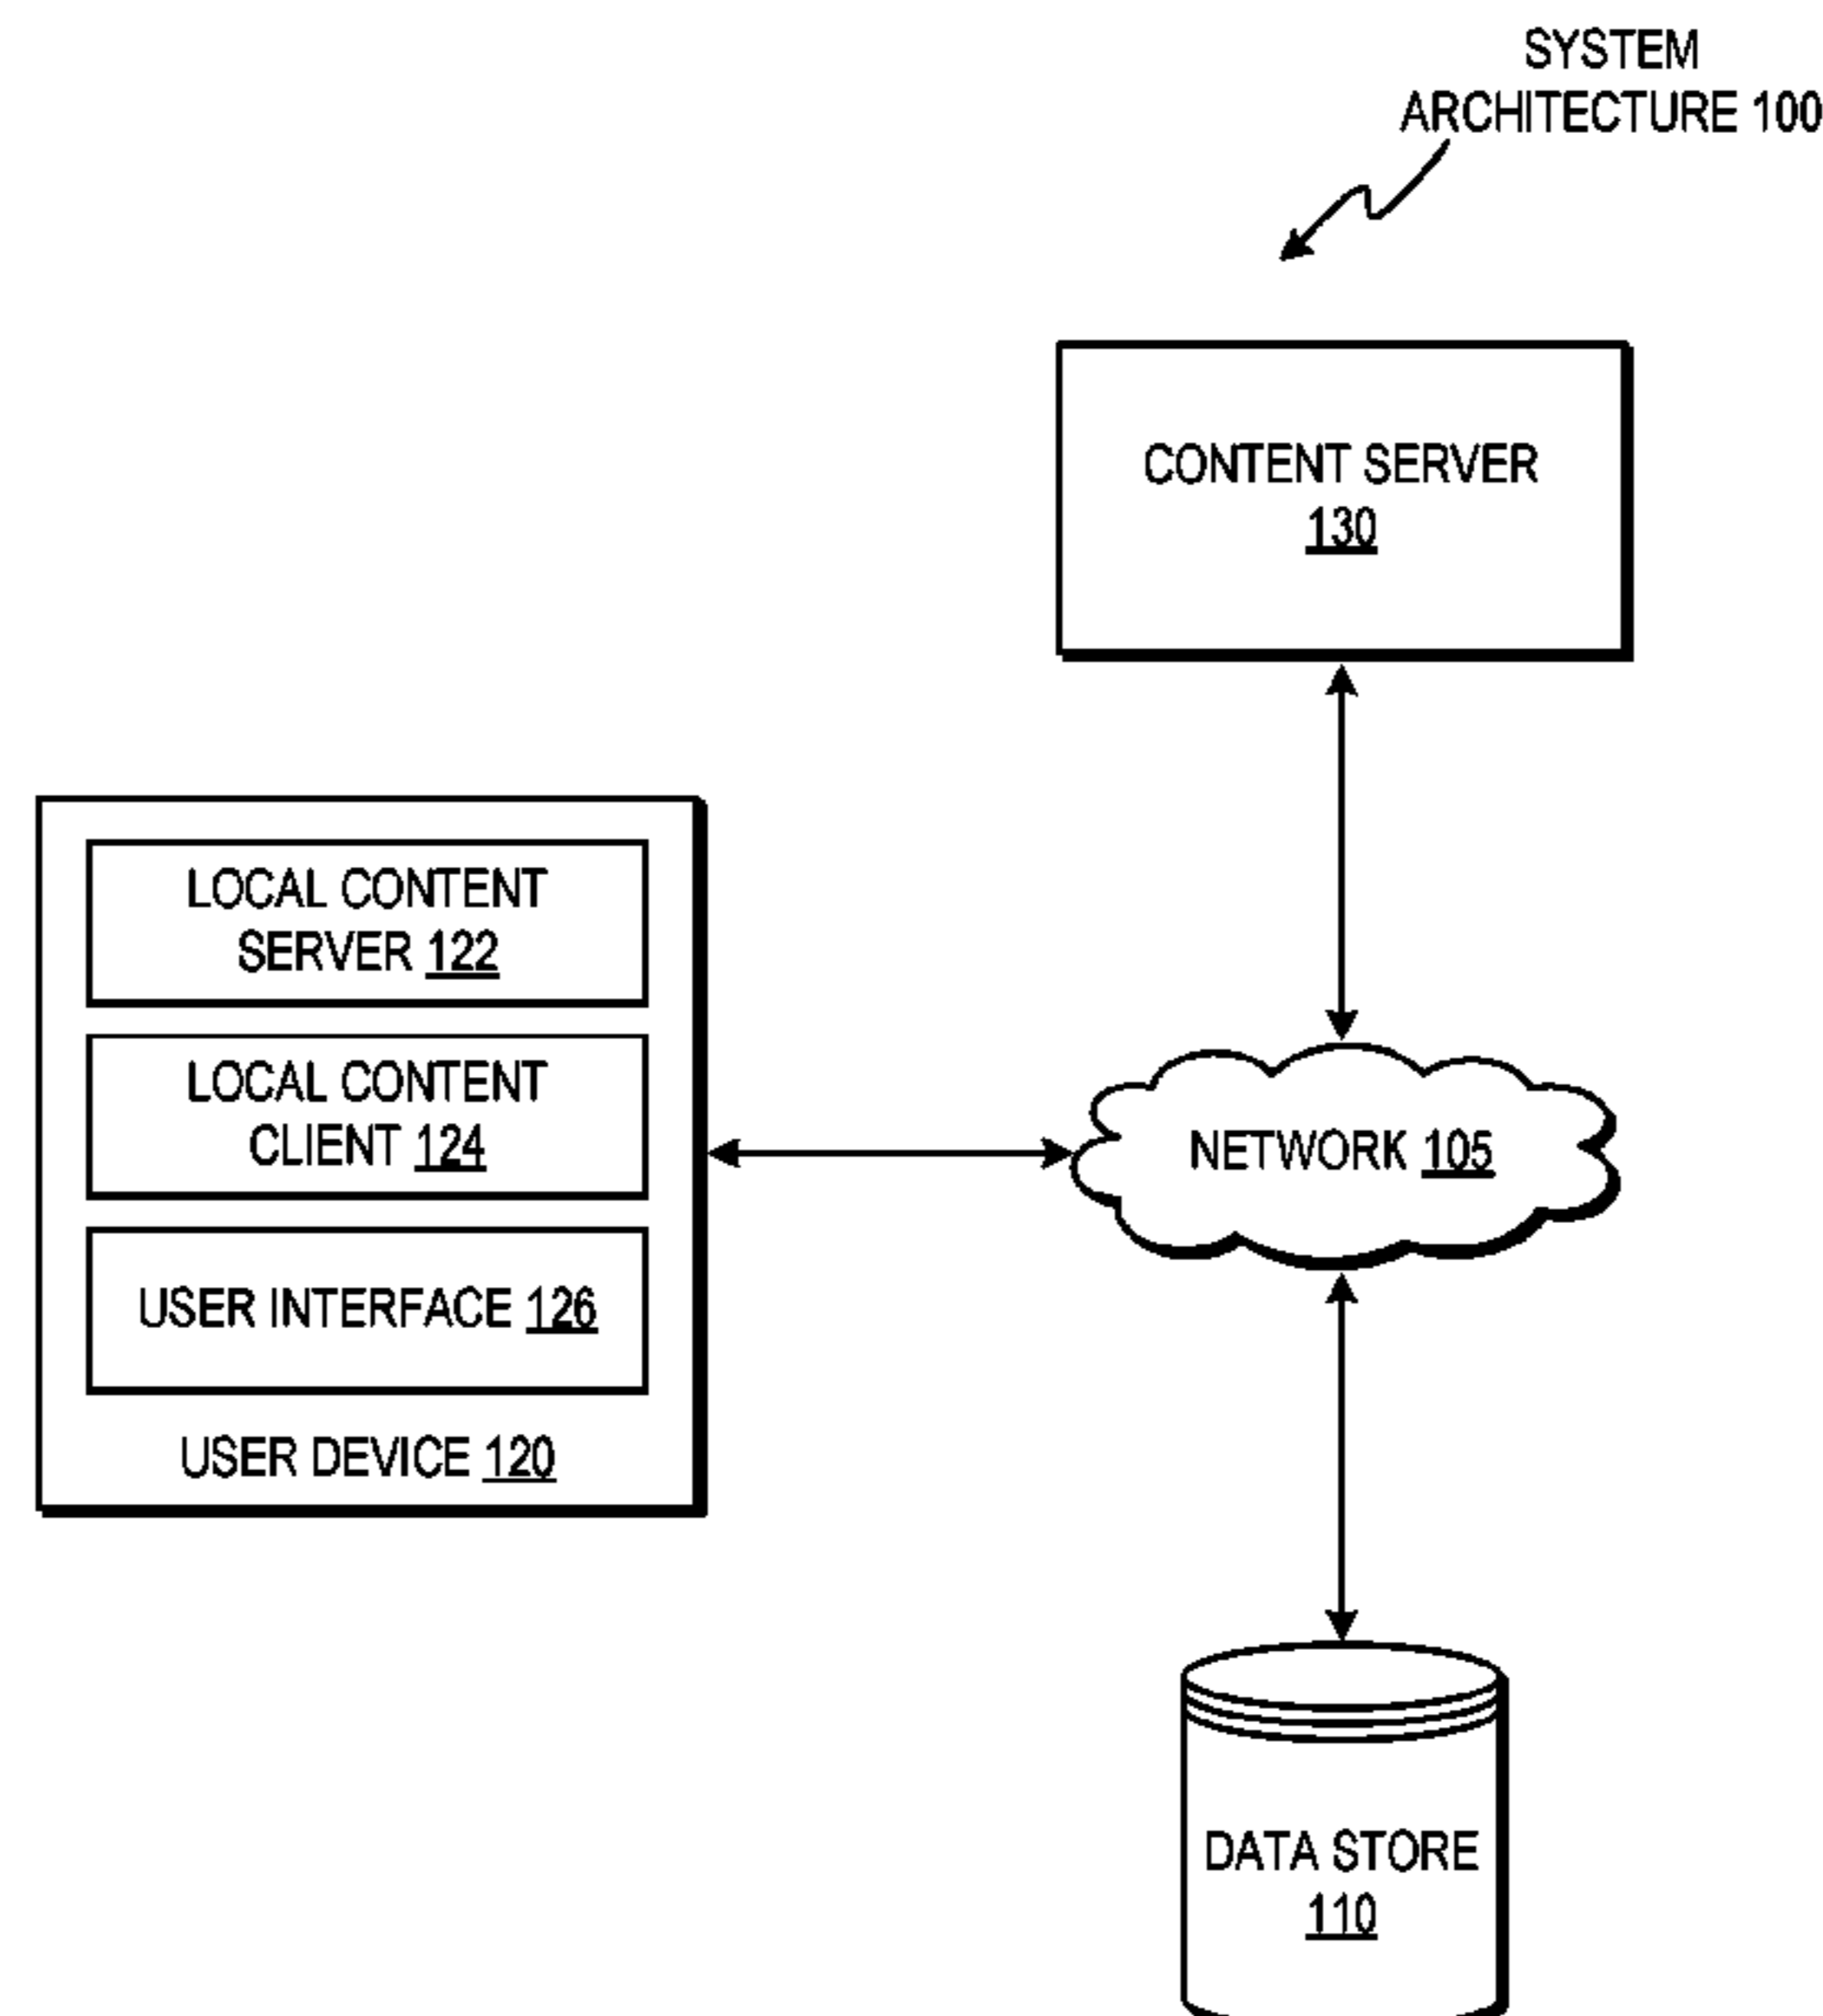 SYSTEM
ARCHITECTURE 100
CONTENT SERVER
130
LOCAL CONTENT
SERVER 122
LOCAL CONTENT
CLIENT 124
USER INTERFACE 126
USER DEVICE 120
NETWORK 105
DATA STORE
110